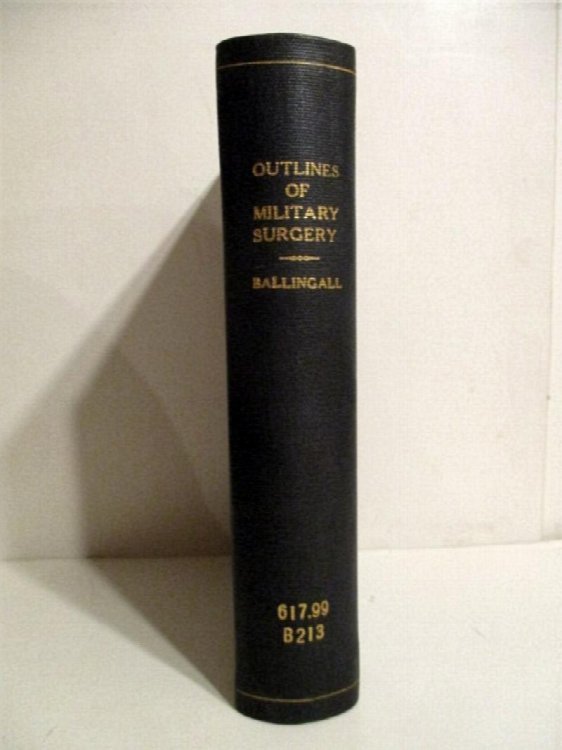 OUTLINES
OF
MILITARY
SURGERY
BALLINGALL
617.99
B213